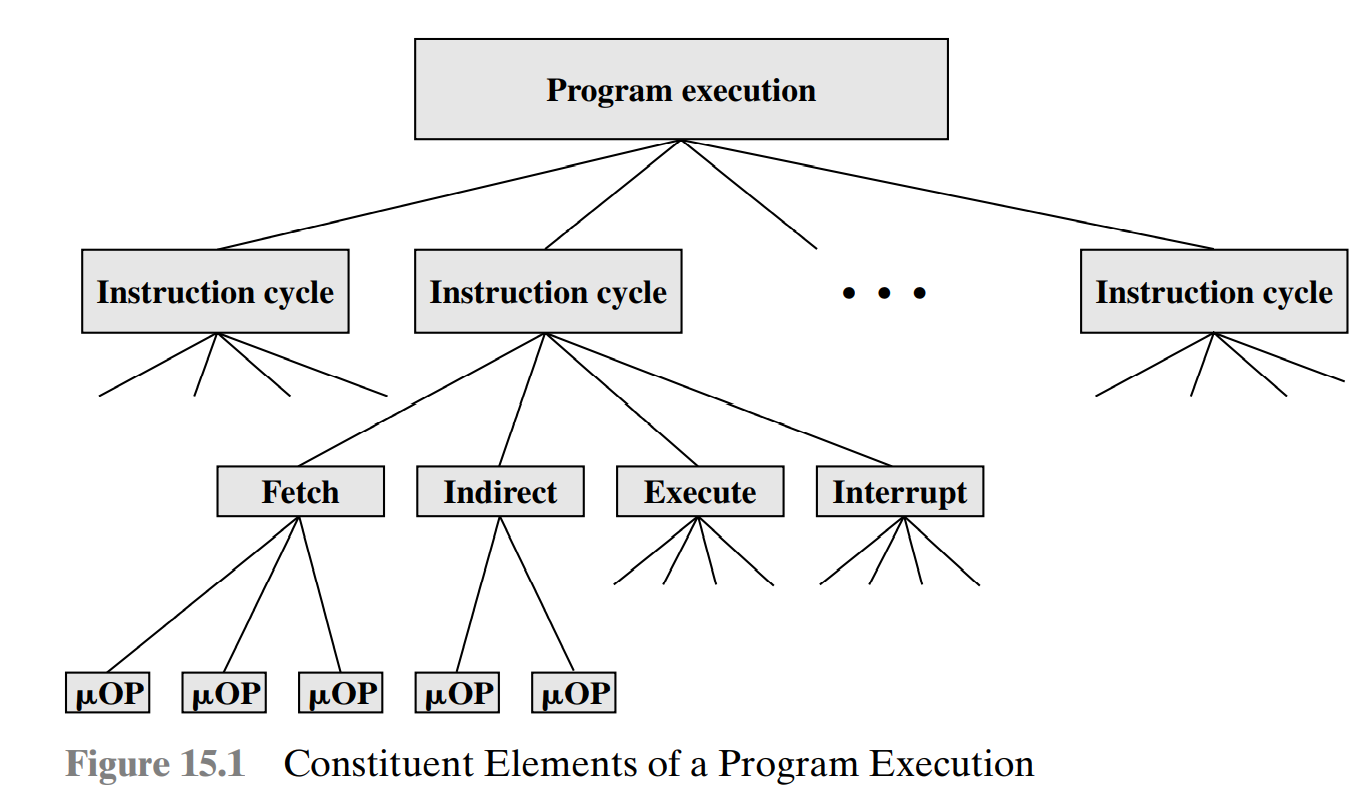 Program execution
Instruction cycle Instruction cycle • • • Instruction cycle
Fetch Indirect Execute Interrupt
μOP μOP μOP μOP μOP
Figure 15.1 Constituent Elements of a Program Execution